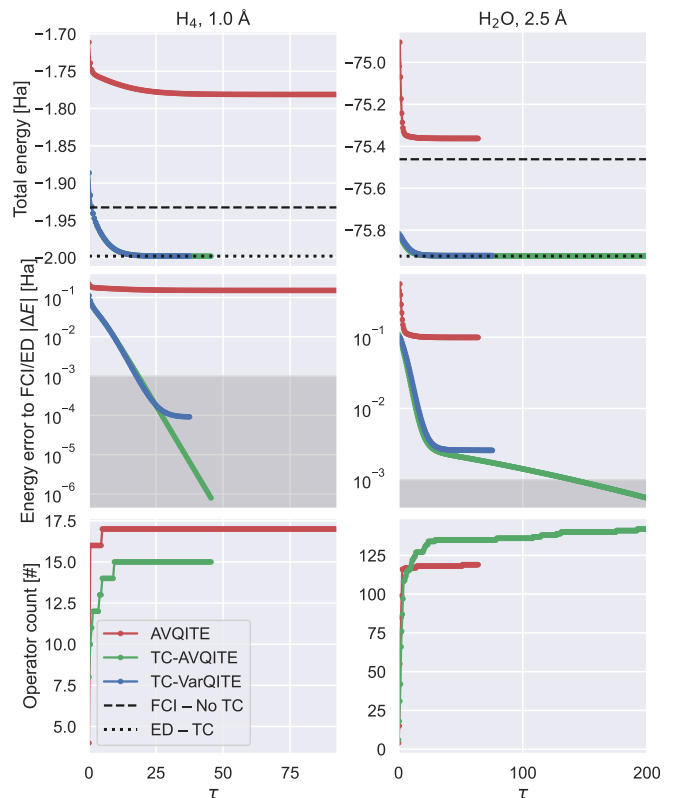 H₄, 1.0 Å
H₂O, 2.5 Å
Total energy [Ha]
−1.70
−1.75
−1.80
−1.85
−1.90
−1.95
−2.00
−75.0
−75.2
−75.4
−75.6
−75.8
Energy error to FCI/ED |ΔE| [Ha]
10⁻¹
10⁻²
10⁻³
10⁻⁴
10⁻⁵
10⁻⁶
10⁻¹
10⁻²
10⁻³
Operator count [#]
17.5
15.0
12.5
10.0
7.5
5.0
AVQITE
TC-AVQITE
TC-VarQITE
FCI – No TC
ED – TC
0 25 50 75
τ
125
100
75
50
25
0
0 100 200
τ